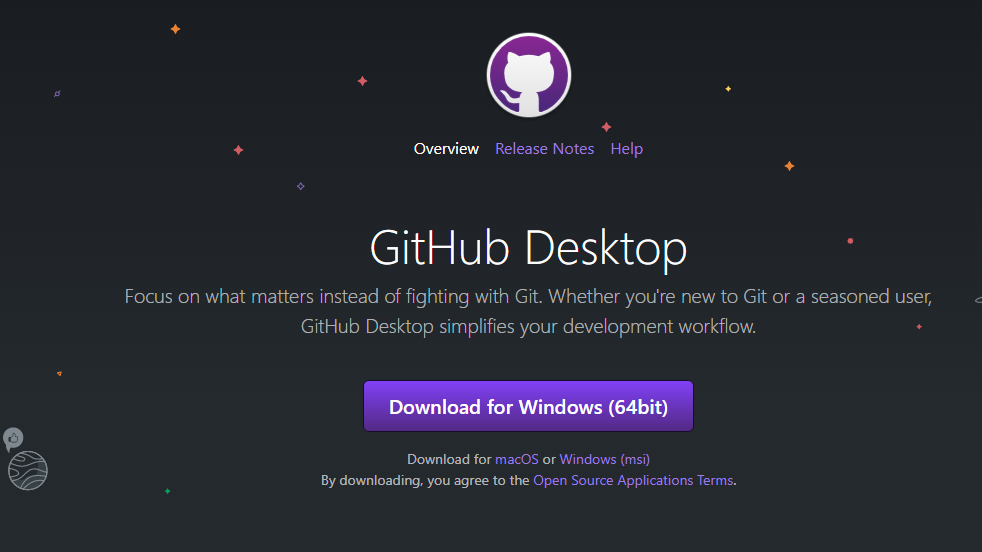 Overview Release Notes Help
GitHub Desktop
Focus on what matters instead of fighting with Git. Whether you're new to Git or a seasoned user,
GitHub Desktop simplifies your development workflow.
Download for Windows (64bit)
Download for macOS or Windows (msi)
By downloading, you agree to the Open Source Applications Terms.